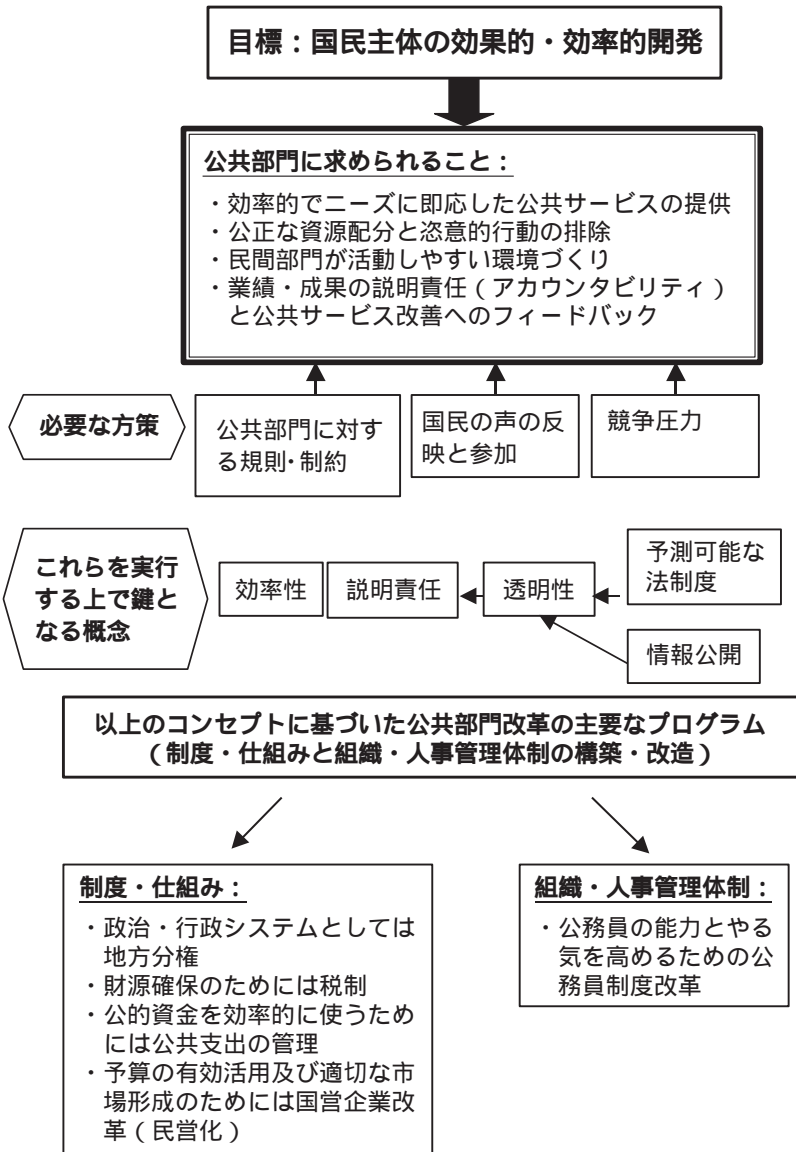 目標：国民主体の効果的・効率的開発
公共部門に求められること：
・効率的でニーズに即応した公共サービスの提供
・公正な資源配分と恣意的行動の排除
・民間部門が活動しやすい環境づくり
・業績・成果の説明責任（アカウンタビリティ）
と公共サービス改善へのフィードバック
必要な方策
公共部門に対す
る規則・制約
国民の声の反
映と参加
競争圧力
これらを実行
する上で鍵と
なる概念
効率性
説明責任
透明性
予測可能な
法制度
情報公開
以上のコンセプトに基づいた公共部門改革の主要なプログラム
（制度・仕組みと組織・人事管理体制の構築・改造）
制度・仕組み：
・政治・行政システムとしては
地方分権
・財源確保のためには税制
・公的資金を効率的に使うため
には公共支出の管理
・予算の有効活用及び適切な市
場形成のためには国営企業改
革（民営化）
組織・人事管理体制：
・公務員の能力とやる
気を高めるための公
務員制度改革